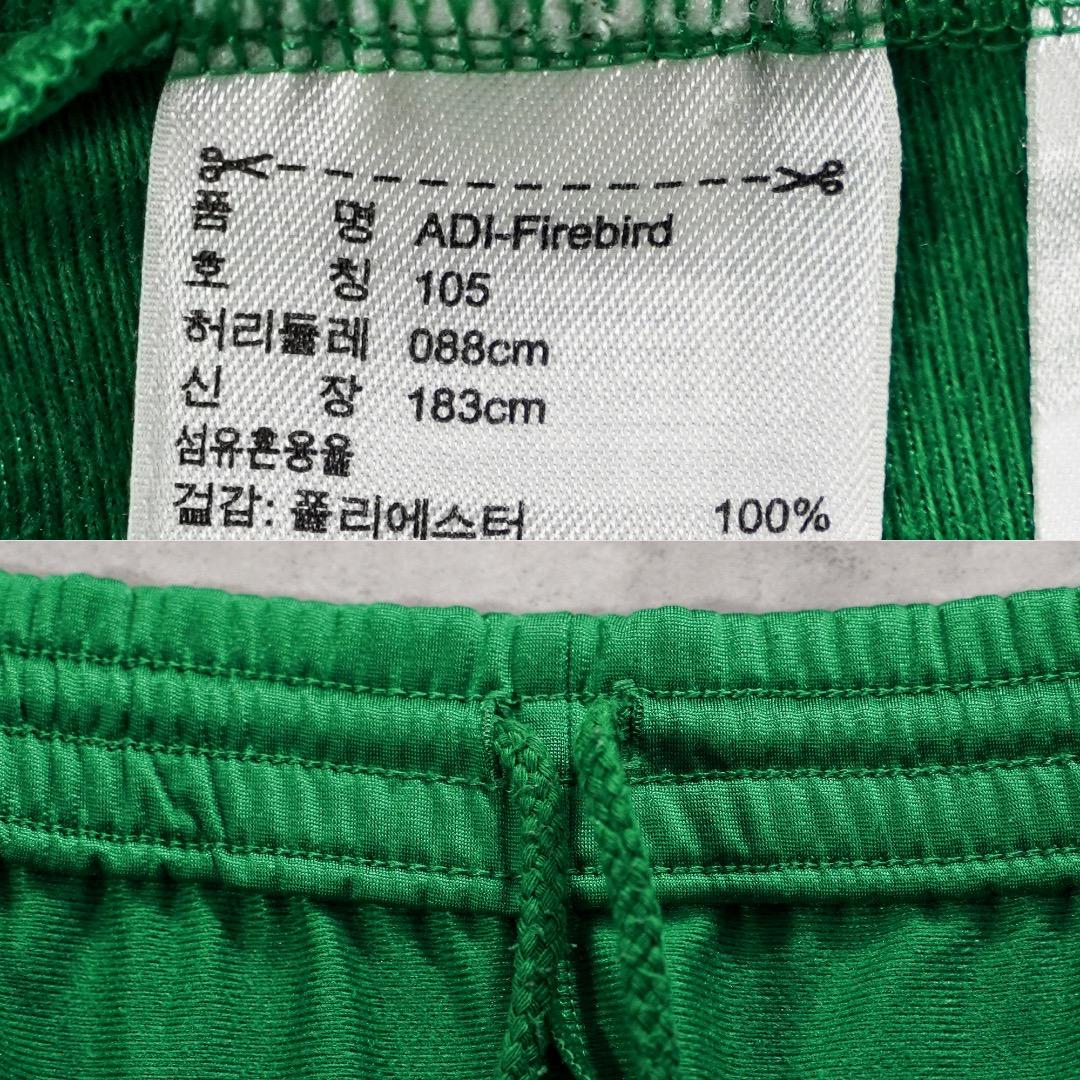 품 명 ADI-Firebird
호 칭 105
허리둘레 088cm
신 장 183cm
섬유혼용율
겉감: 폴리에스터 100%